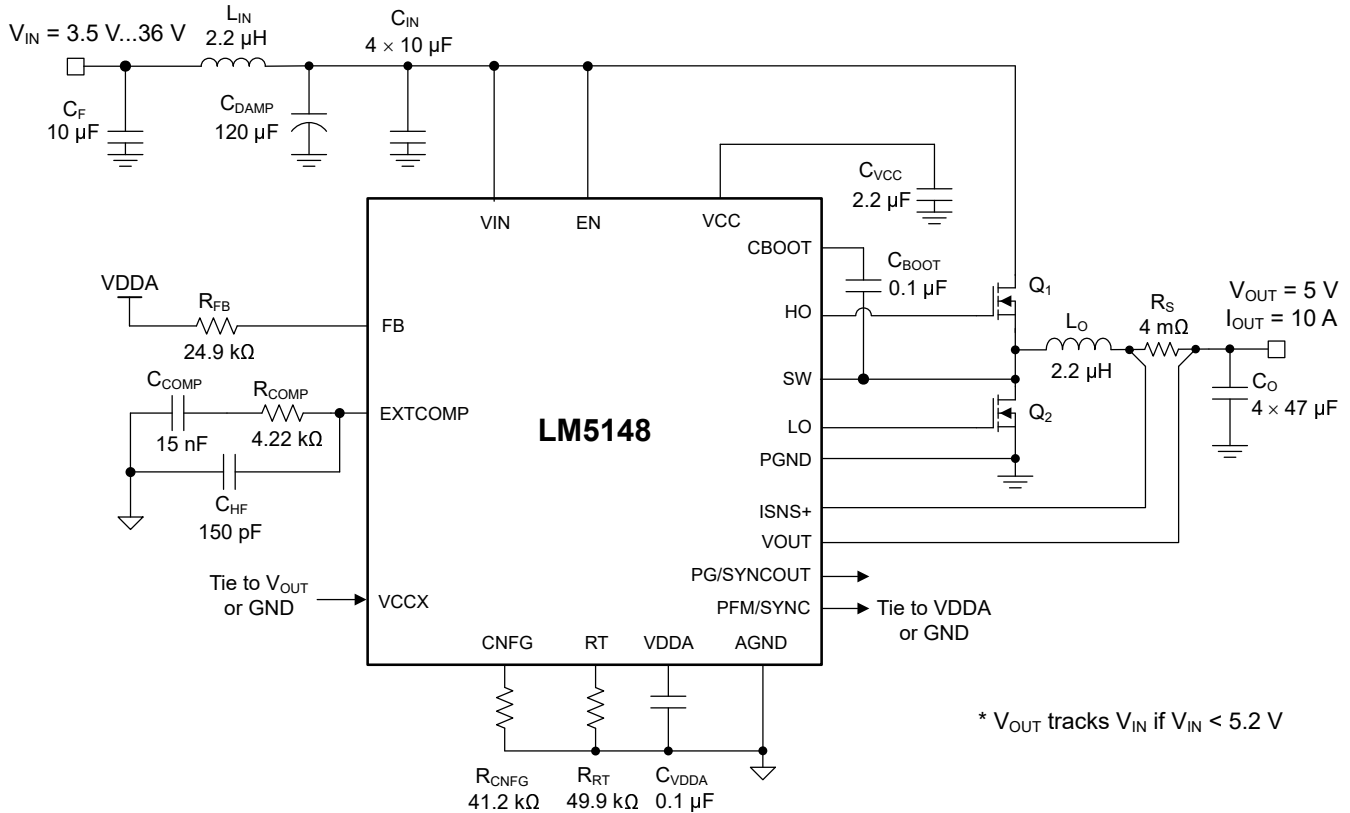 V_IN = 3.5 V...36 V
L_IN
2.2 μH
C_IN
4 × 10 μF
C_F
10 μF
C_DAMP
120 μF
C_VCC
2.2 μF
VIN
EN
VCC
CBOOT
C_BOOT
0.1 μF
VDDA
R_FB
24.9 kΩ
FB
HO
Q_1
V_OUT = 5 V
I_OUT = 10 A
R_S
4 mΩ
L_O
2.2 μH
SW
C_O
4 × 47 μF
C_COMP
15 nF
R_COMP
4.22 kΩ
EXTCOMP
LM5148
LO
Q_2
PGND
C_HF
150 pF
ISNS+
VOUT
PG/SYNCOUT
Tie to V_OUT
or GND
VCCX
PFM/SYNC
Tie to VDDA
or GND
CNFG
RT
VDDA
AGND
* V_OUT tracks V_IN if V_IN < 5.2 V
R_CNFG
41.2 kΩ
R_RT
49.9 kΩ
C_VDDA
0.1 μF